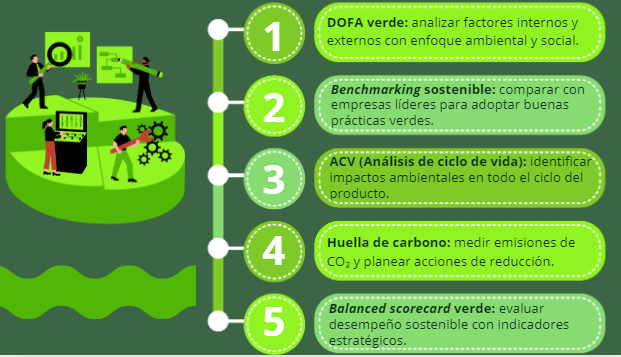 1
DOFA verde: analizar factores internos y
externos con enfoque ambiental y social.
2
Benchmarking sostenible: comparar con
empresas líderes para adoptar buenas
prácticas verdes.
3
ACV (Análisis de ciclo de vida): identificar
impactos ambientales en todo el ciclo del
producto.
4
Huella de carbono: medir emisiones de
CO₂ y planear acciones de reducción.
5
Balanced scorecard verde: evaluar
desempeño sostenible con indicadores
estratégicos.